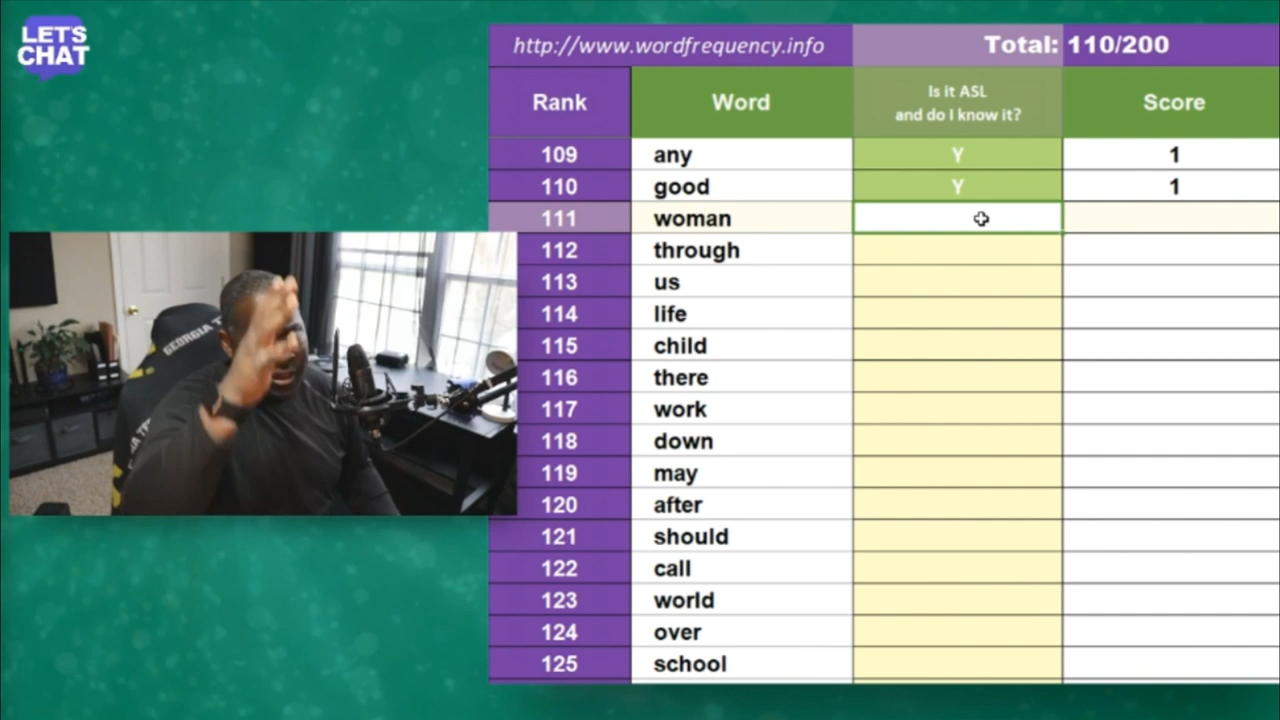 LET'S
CHAT
http://www.wordfrequency.info Total: 110/200
Rank Word Is it ASL and do I know it? Score
109 any Y 1
110 good Y 1
111 woman
112 through
113 us
114 life
115 child
116 there
117 work
118 down
119 may
120 after
121 should
122 call
123 world
124 over
125 school
GEORGIA T